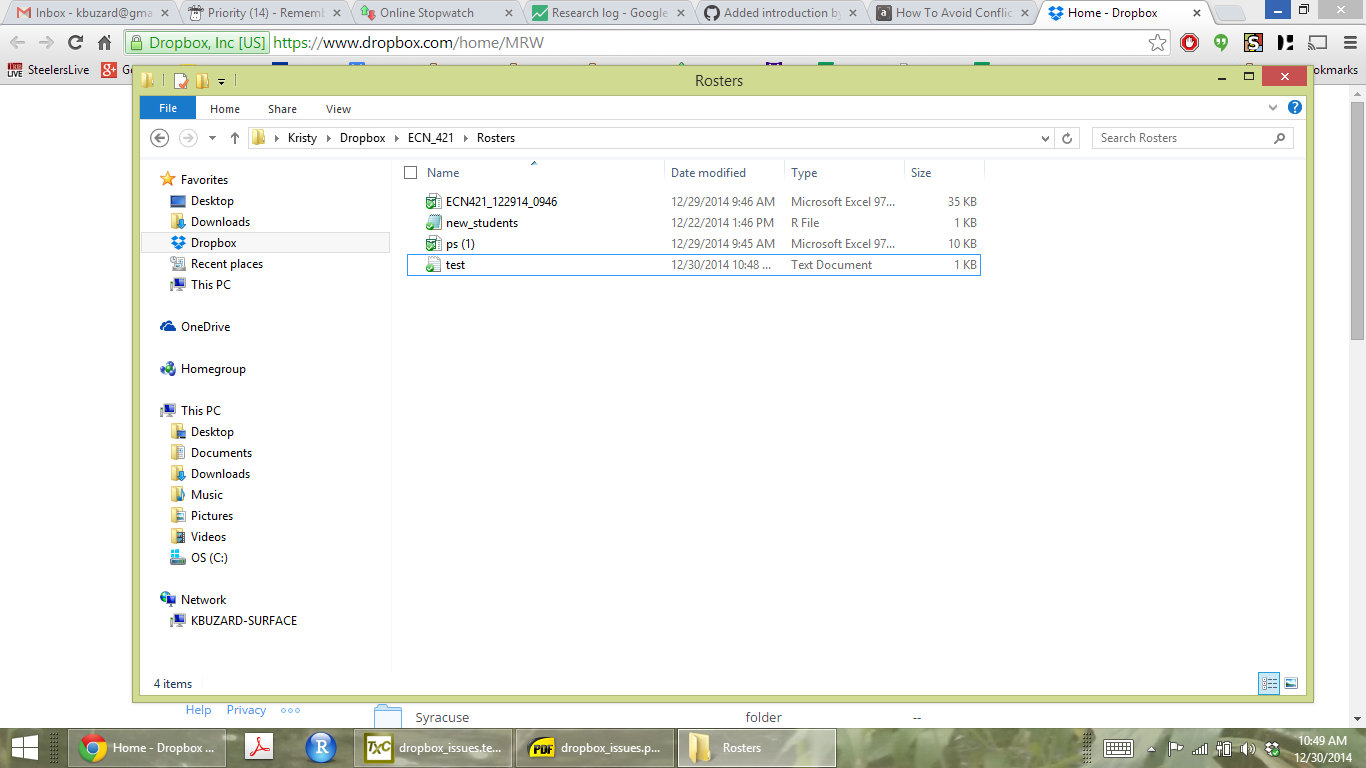 Inbox - kbuzard@gma
Priority (14) - Rememb
Online Stopwatch
Research log - Google
Added introduction by
How To Avoid Conflic
Home - Dropbox
Dropbox, Inc [US] https://www.dropbox.com/home/MRW
SteelersLive
okmarks
Rosters
File Home Share View
Kristy Dropbox ECN_421 Rosters
Search Rosters
Name Date modified Type Size
ECN421_122914_0946 12/29/2014 9:46 AM Microsoft Excel 97... 35 KB
new_students 12/22/2014 1:46 PM R File 1 KB
ps (1) 12/29/2014 9:45 AM Microsoft Excel 97... 10 KB
test 12/30/2014 10:48 ... Text Document 1 KB
Favorites
Desktop
Downloads
Dropbox
Recent places
This PC
OneDrive
Homegroup
This PC
Desktop
Documents
Downloads
Music
Pictures
Videos
OS (C:)
Network
KBUZARD-SURFACE
4 items
Help Privacy
Syracuse folder --
Home - Dropbox ...
dropbox_issues.te...
dropbox_issues.p...
Rosters
10:49 AM
12/30/2014